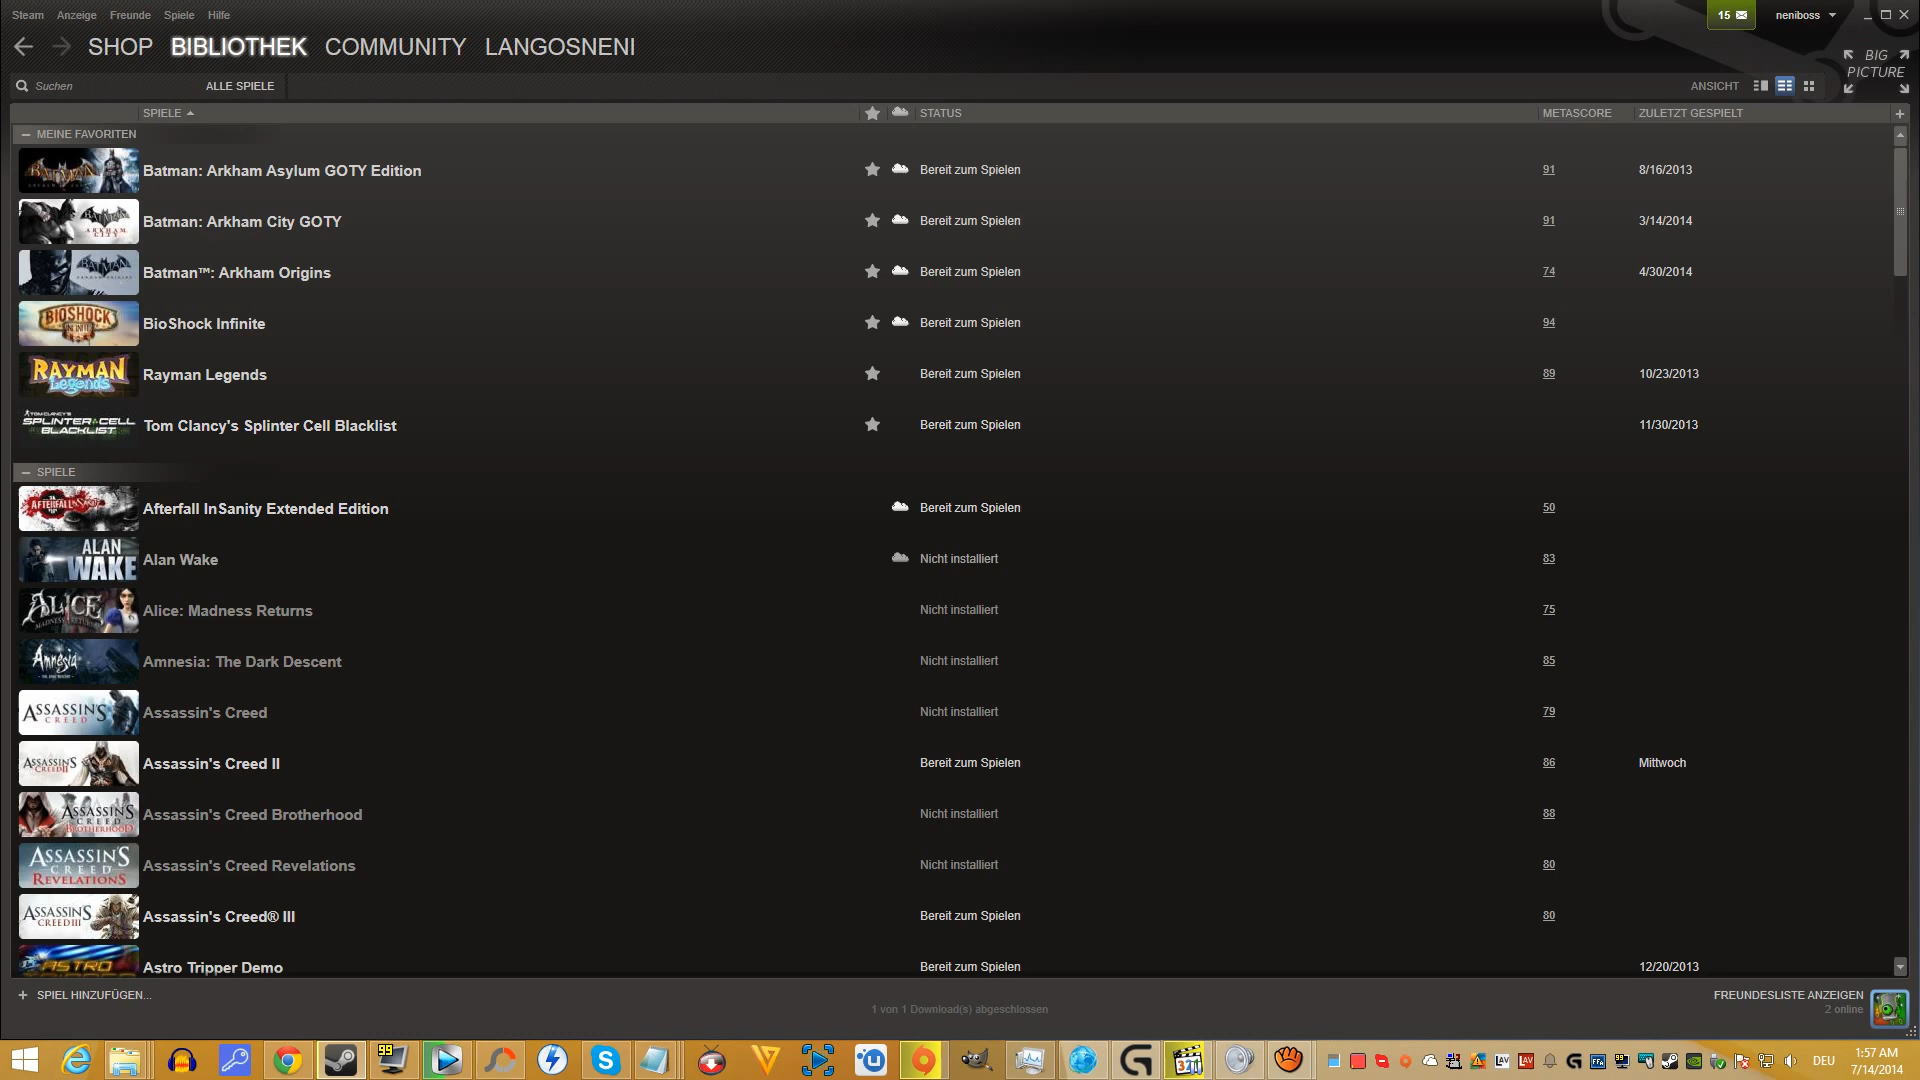 Steam Anzeige Freunde Spiele Hilfe
15 neniboss
SHOP BIBLIOTHEK COMMUNITY LANGOSNENI
BIG PICTURE
Suchen ALLE SPIELE ANSICHT
SPIELE STATUS METASCORE ZULETZT GESPIELT +
– MEINE FAVORITEN
Batman: Arkham Asylum GOTY Edition Bereit zum Spielen 91 8/16/2013
Batman: Arkham City GOTY Bereit zum Spielen 91 3/14/2014
Batman™: Arkham Origins Bereit zum Spielen 74 4/30/2014
BioShock Infinite Bereit zum Spielen 94
Rayman Legends Bereit zum Spielen 89 10/23/2013
Tom Clancy's Splinter Cell Blacklist Bereit zum Spielen 11/30/2013
– SPIELE
Afterfall InSanity Extended Edition Bereit zum Spielen 50
Alan Wake Nicht installiert 83
Alice: Madness Returns Nicht installiert 75
Amnesia: The Dark Descent Nicht installiert 85
Assassin's Creed Nicht installiert 79
Assassin's Creed II Bereit zum Spielen 86 Mittwoch
Assassin's Creed Brotherhood Nicht installiert 88
Assassin's Creed Revelations Nicht installiert 80
Assassin's Creed® III Bereit zum Spielen 80
Astro Tripper Demo Bereit zum Spielen 12/20/2013
+ SPIEL HINZUFÜGEN...
1 von 1 Download(s) abgeschlossen
FREUNDESLISTE ANZEIGEN
2 online
99
DEU
1:57 AM
7/14/2014